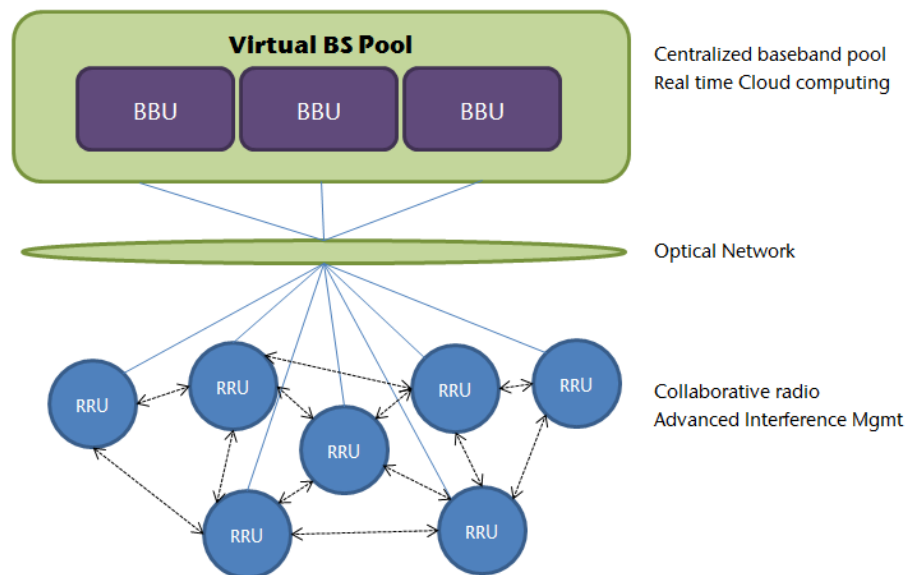 Virtual BS Pool
BBU
BBU
BBU
Centralized baseband pool
Real time Cloud computing
Optical Network
RRU
RRU
RRU
RRU
RRU
RRU
RRU
Collaborative radio
Advanced Interference Mgmt